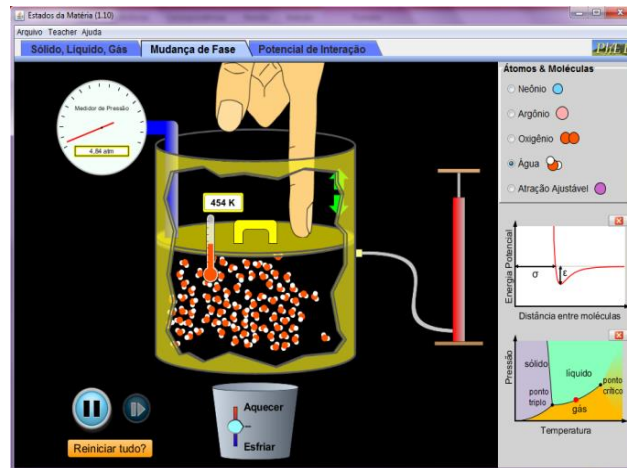 Estados da Matéria (1.10)
Arquivo Teacher Ajuda
Sólido, Líquido, Gás
Mudança de Fase
Potencial de Interação
PhET
Medidor de Pressão
4,84 atm
454 K
Átomos & Moléculas
Neônio
Argônio
Oxigênio
Água
Atração Ajustável
Energia Potencial
σ
ε
Distância entre moléculas
Pressão
sólido
líquido
ponto
crítico
ponto
triplo
gás
Temperatura
Aquecer
Esfriar
Reiniciar tudo?